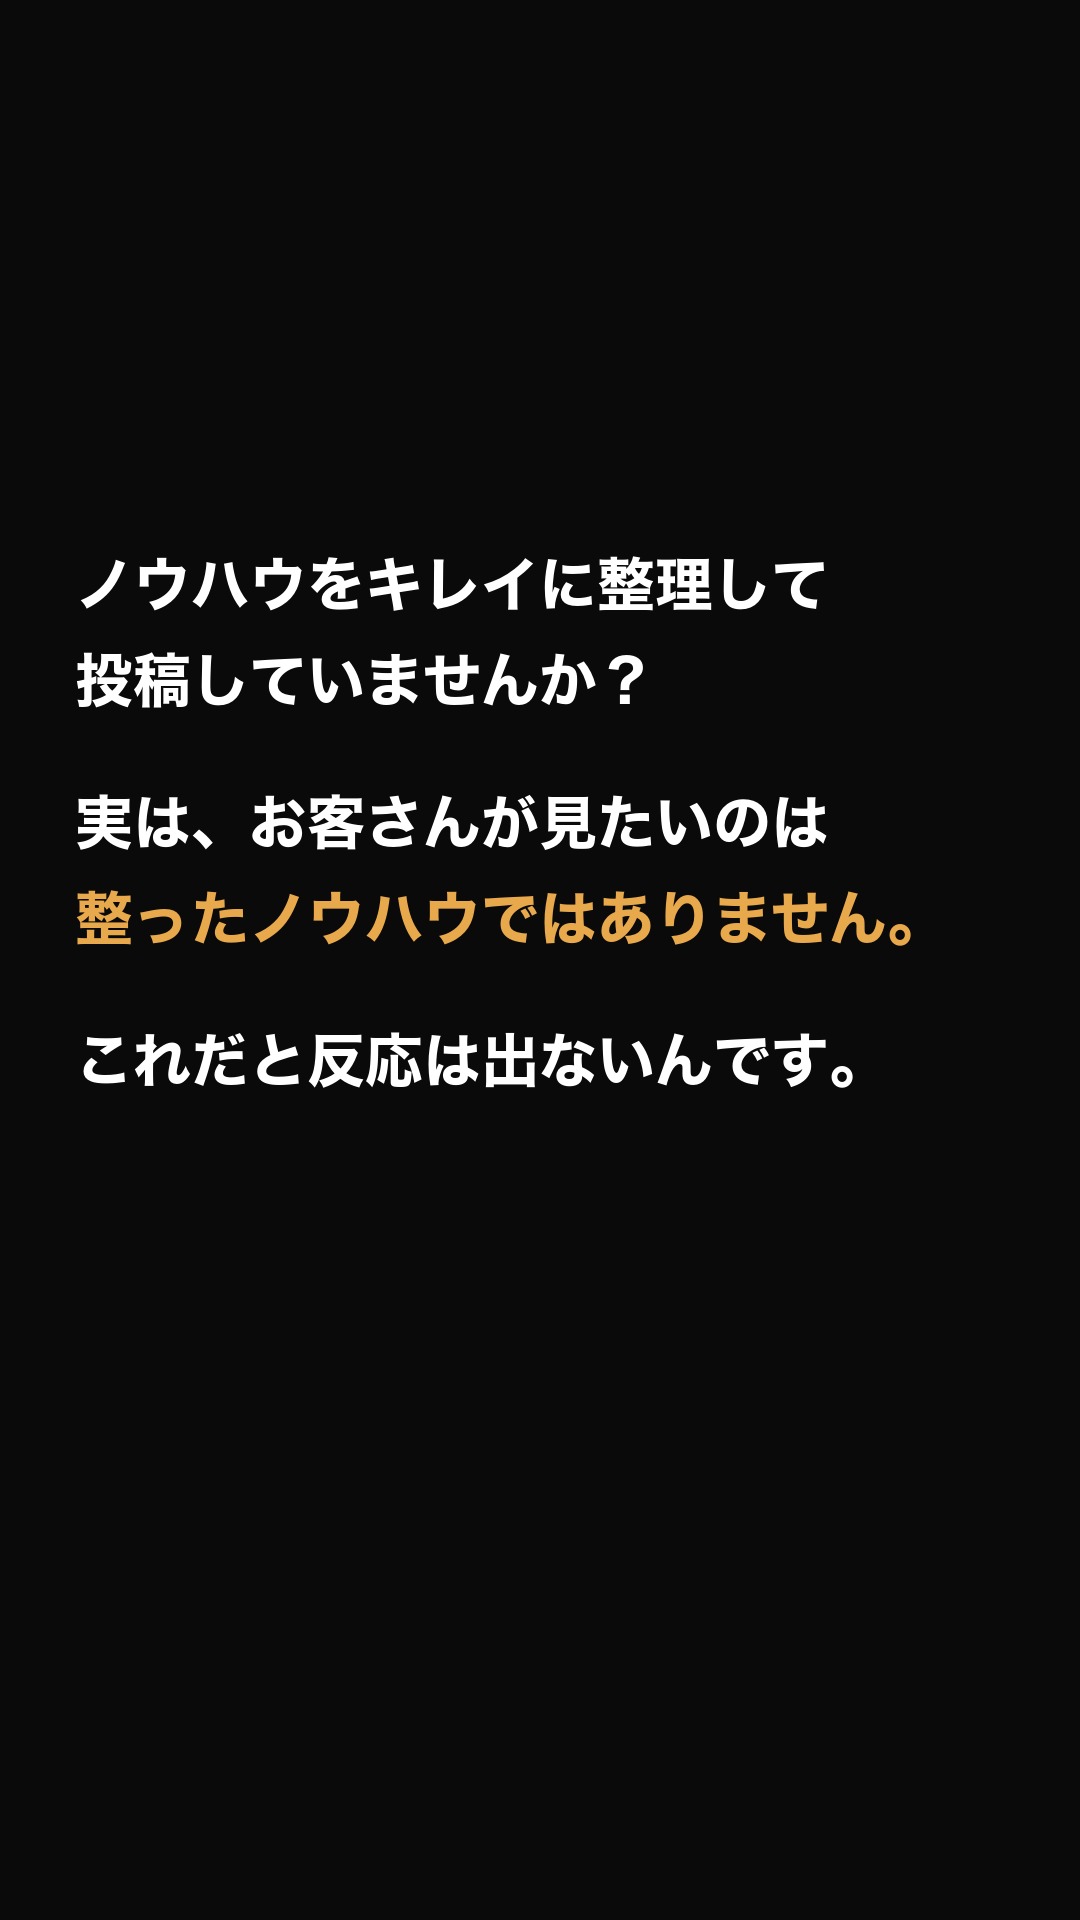 ノウハウをキレイに整理して
投稿していませんか？
実は、お客さんが見たいのは
整ったノウハウではありません。
これだと反応は出ないんです。